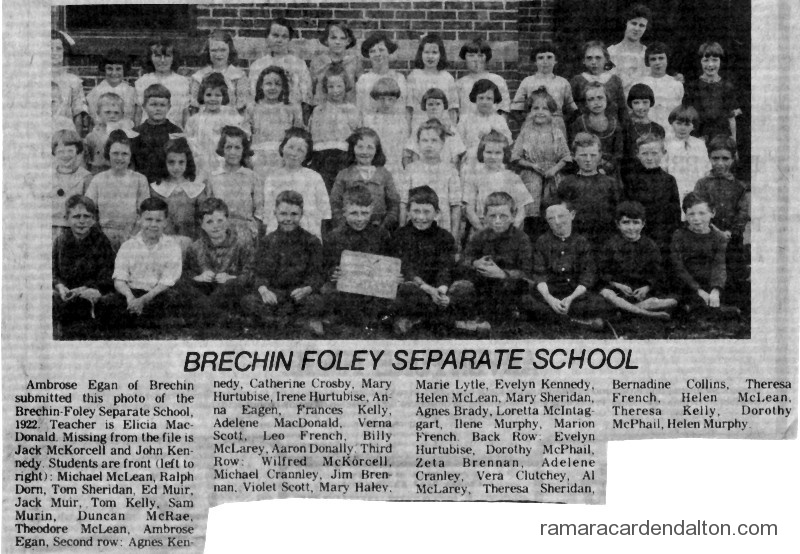 BRECHIN FOLEY SEPARATE SCHOOL
Ambrose Egan of Brechin
submitted this photo of the
Brechin-Foley Separate School,
1922. Teacher is Elicia Mac-
Donald. Missing from the file is
Jack McKorcell and John Ken-
nedy. Students are front (left to
right): Michael McLean, Ralph
Dorn, Tom Sheridan, Ed Muir,
Jack Muir, Tom Kelly, Sam
Murin, Duncan McRae,
Theodore McLean, Ambrose
Egan, Second row: Agnes Ken-
nedy, Catherine Crosby, Mary
Hurtubise, Irene Hurtubise, An-
na Eagen, Frances Kelly,
Adelene MacDonald, Verna
Scott, Leo French, Billy
McLarey, Aaron Donally. Third
Row: Wilfred McKorcell,
Michael Crannley, Jim Bren-
nan, Violet Scott, Mary Haley,
Marie Lytle, Evelyn Kennedy,
Helen McLean, Mary Sheridan,
Agnes Brady, Loretta McIntag-
gart, Ilene Murphy, Marion
French. Back Row: Evelyn
Hurtubise, Dorothy McPhail,
Zeta Brennan, Adelene
Cranley, Vera Clutchey, Al
McLarey, Theresa Sheridan,
Bernadine Collins, Theresa
French, Helen McLean,
Theresa Kelly, Dorothy
McPhail, Helen Murphy.
ramaracardendalton.com